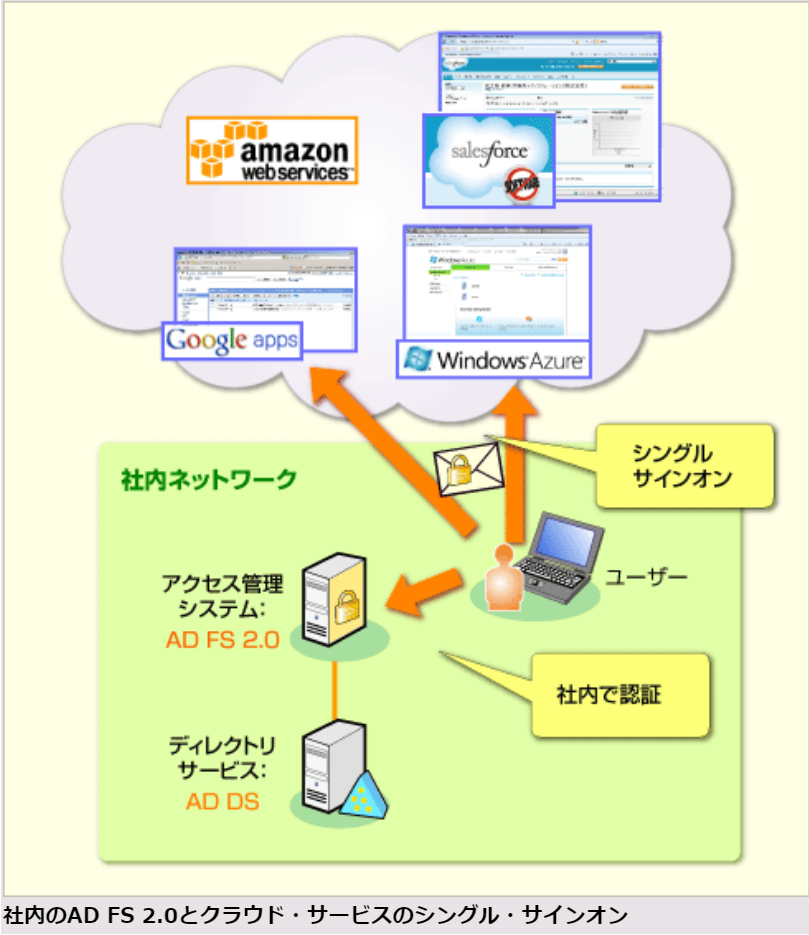 amazon
webservices™
salesforce
SOFTWARE
WindowsAzure
Google apps
Windows Azure
シングル
サインオン
社内ネットワーク
ユーザー
アクセス管理
システム:
AD FS 2.0
社内で認証
ディレクトリ
サービス:
AD DS
社内のAD FS 2.0とクラウド・サービスのシングル・サインオン